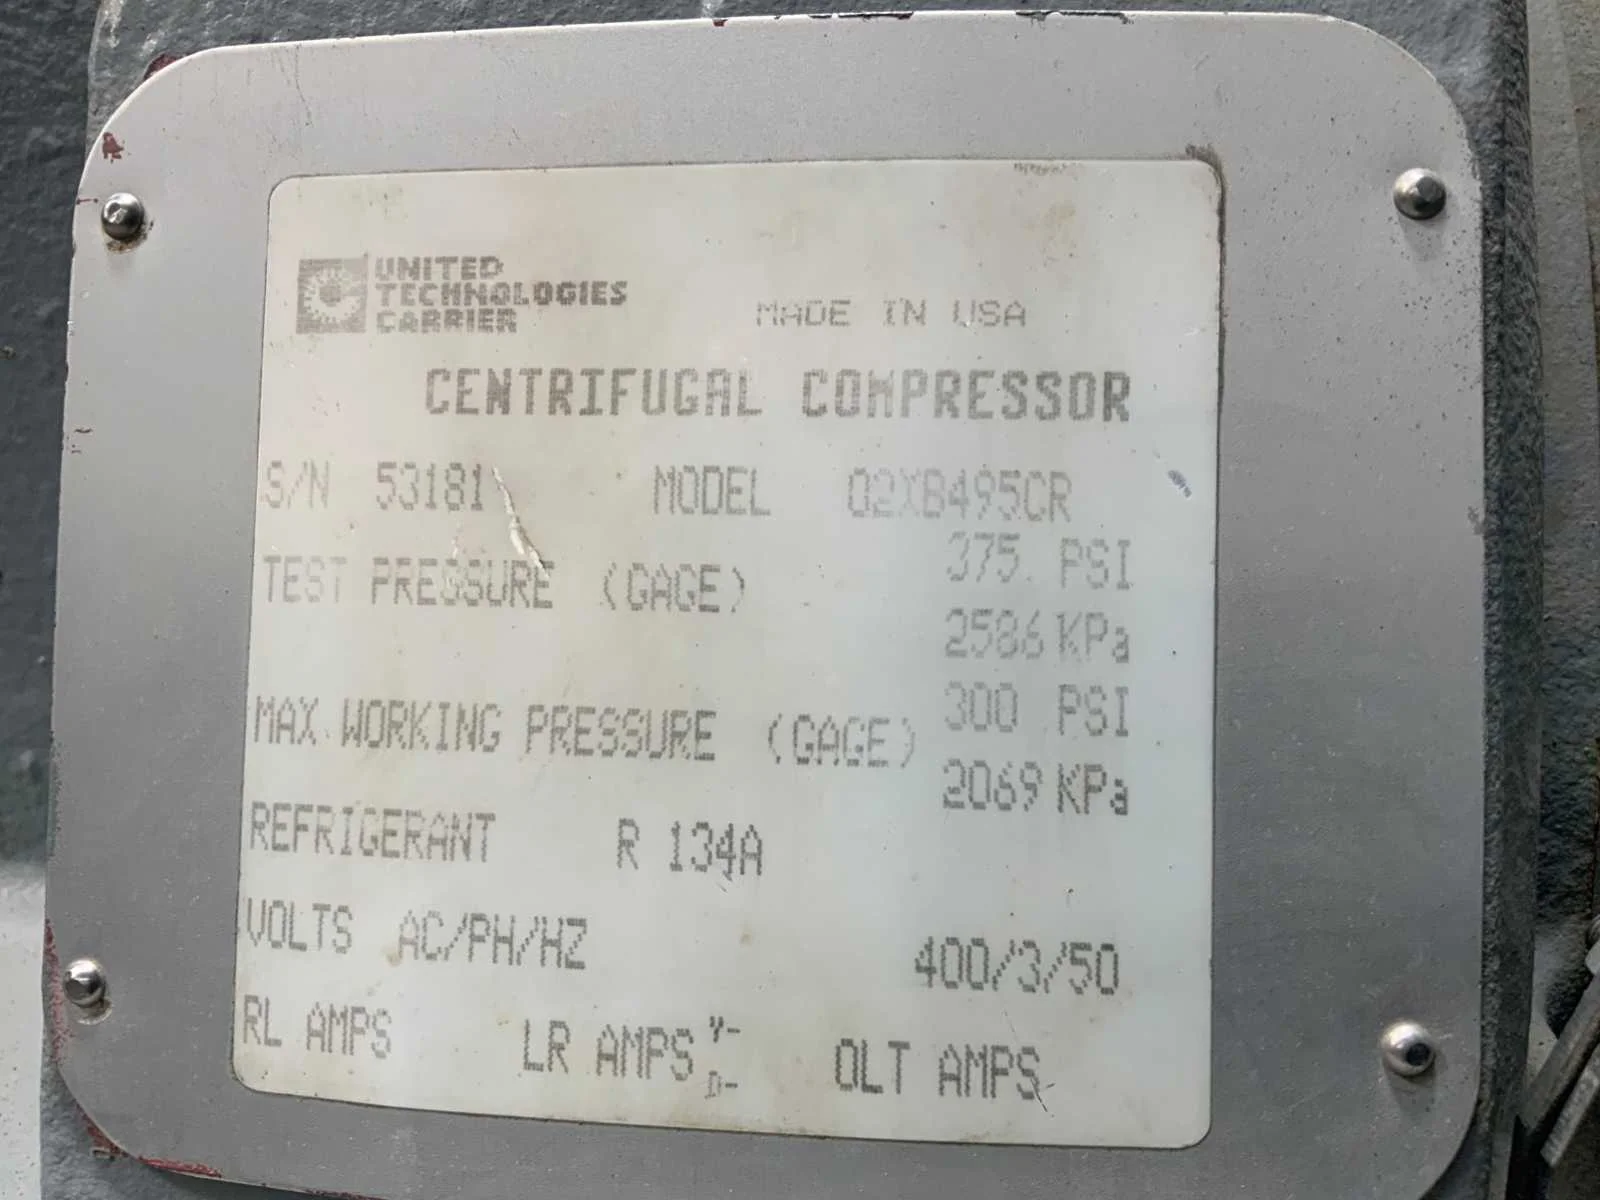 UNITED
TECHNOLOGIES
CARRIER
MADE IN USA
CENTRIFUGAL COMPRESSOR
S/N 53181 MODEL 02XB495CR
TEST PRESSURE (GAGE) 375. PSI
2586 KPa
MAX.WORKING PRESSURE (GAGE) 300 PSI
2069 KPa
REFRIGERANT R 134A
VOLTS AC/PH/HZ 400/3/50
RL AMPS LR AMPS Y- D- OLT AMPS